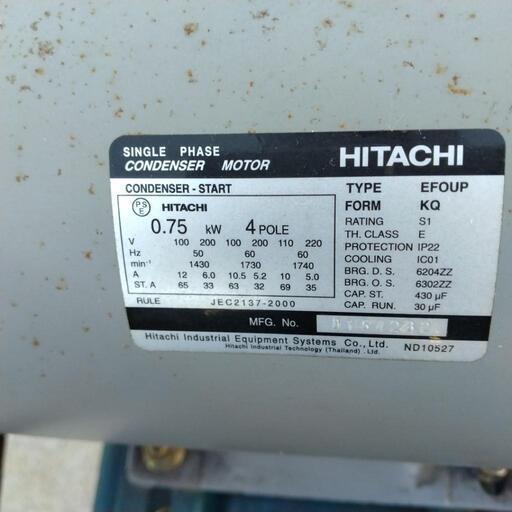 SINGLE PHASE
CONDENSER MOTOR
HITACHI
CONDENSER - START
PS
E
HITACHI
0.75 kW 4 POLE
V 100 200 100 200 110 220
Hz 50 60 60
min⁻¹ 1430 1730 1740
A 12 6.0 10.5 5.2 10 5.0
ST. A 65 33 63 32 69 35
RULE JEC2137-2000
TYPE EFOUP
FORM KQ
RATING S1
TH. CLASS E
PROTECTION IP22
COOLING IC01
BRG. D. S. 6204ZZ
BRG. O. S. 6302ZZ
CAP. ST. 430 µF
CAP. RUN. 30 µF
MFG. No.
Hitachi Industrial Equipment Systems Co., Ltd.
Hitachi Industrial Technology (Thailand) . Ltd.
ND10527